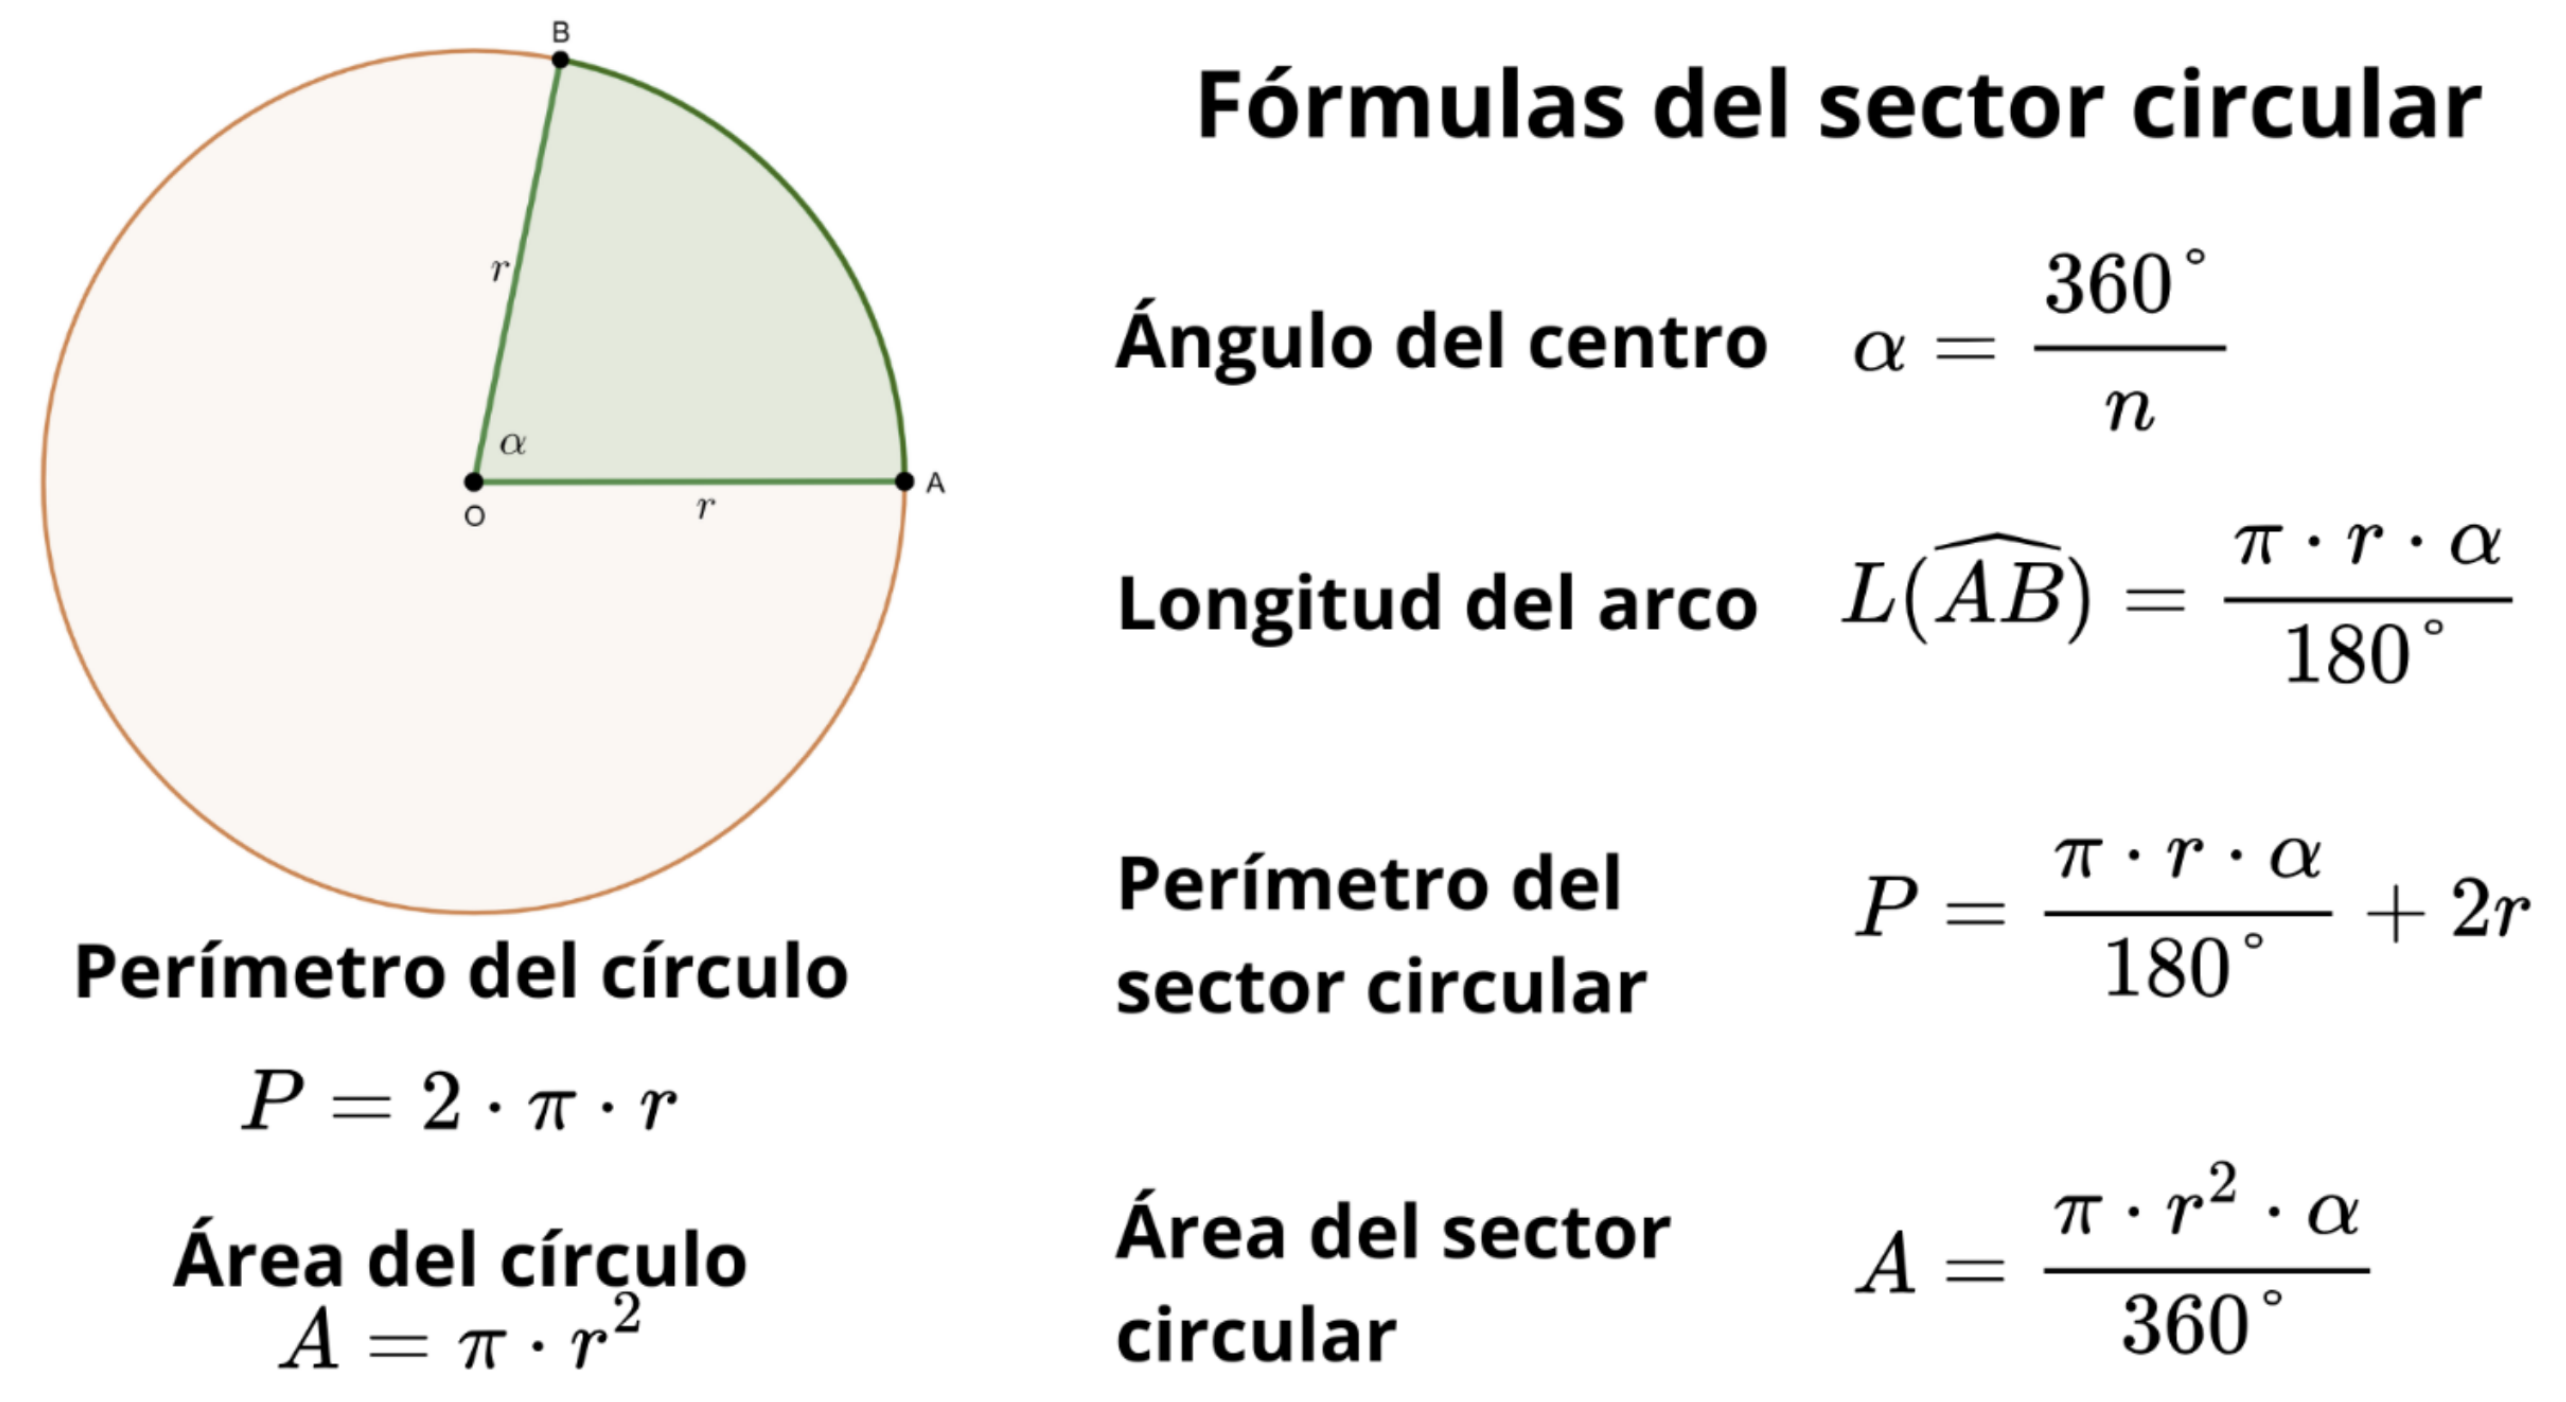 B
r
α
O
r
A
Perímetro del círculo
P = 2 · π · r
Área del círculo
A = π · r²
Fórmulas del sector circular
Ángulo del centro α = 360° / n
Longitud del arco L(\widehat{AB}) = π · r · α / 180°
Perímetro del
sector circular
P = π · r · α / 180° + 2r
Área del sector
circular
A = π · r² · α / 360°